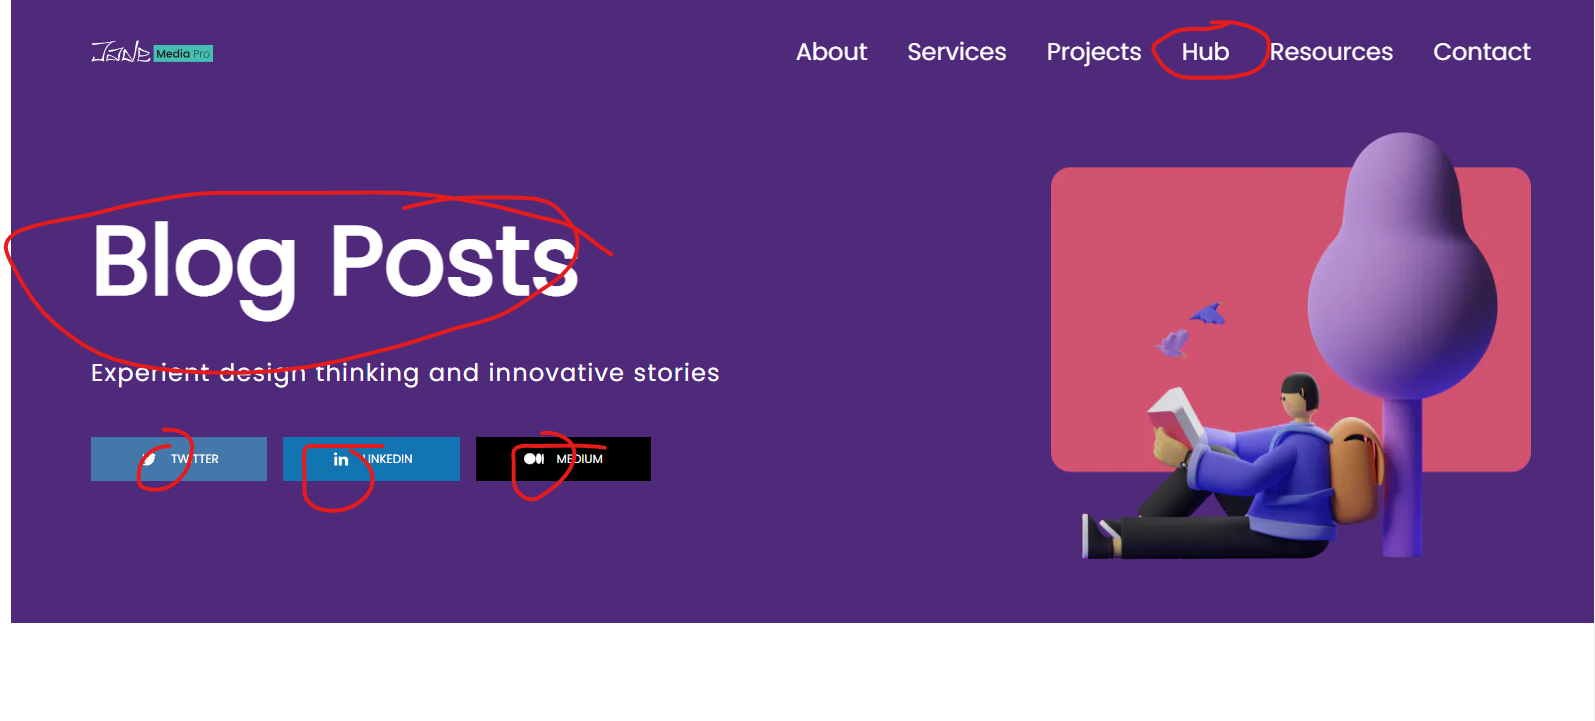 JANE Media Pro
About Services Projects Hub Resources Contact
Blog Posts
Experient design thinking and innovative stories
TWITTER LINKEDIN MEDIUM